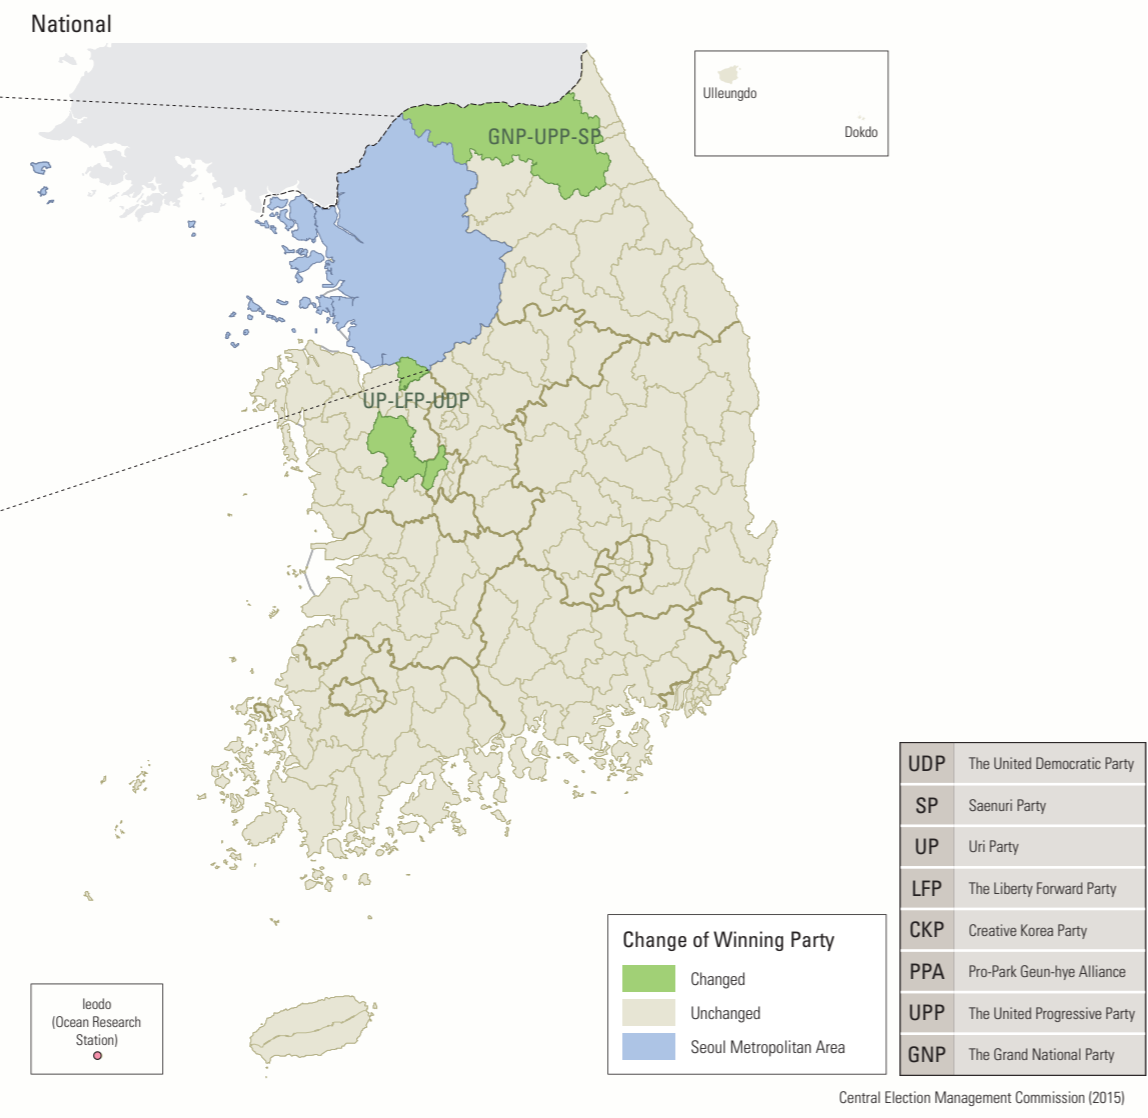 National
GNP-UPP-SP
Ulleungdo
Dokdo
UP-LFP-UDP
UDP The United Democratic Party
SP Saenuri Party
UP Uri Party
LFP The Liberty Forward Party
CKP Creative Korea Party
PPA Pro-Park Geun-hye Alliance
UPP The United Progressive Party
GNP The Grand National Party
Change of Winning Party
Changed
Unchanged
Seoul Metropolitan Area
Ieodo
(Ocean Research
Station)
Central Election Management Commission (2015)